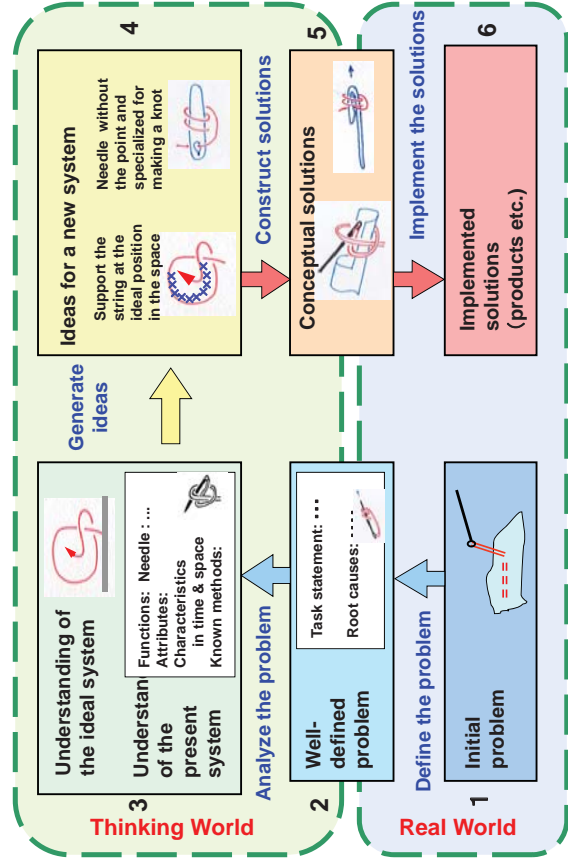 Thinking World
3
Understanding of
the ideal system
Understand
of the
present
system
Functions: Needle : ...
Attributes:
Characteristics
in time & space
Known methods:
Generate
ideas
4
Ideas for a new system
Support the
string at the
ideal position
in the space
Needle without
the point and
specialized for
making a knot
Analyze the problem
Construct solutions
2
Well-
defined
problem
Task statement: ...
Root causes: ----
5
Conceptual solutions
Define the problem
Implement the solutions
Real World
1
Initial
problem
6
Implemented
solutions
(products etc.)